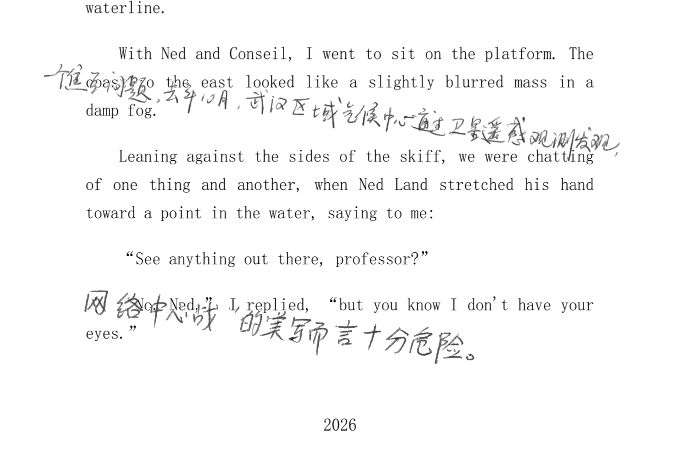 waterline.
With Ned and Conseil, I went to sit on the platform. The
coast to the east looked like a slightly blurred mass in a
damp fog.
个值 问题,去年10月,武汉区域气候中心通过卫星遥感观测发现,
Leaning against the sides of the skiff, we were chatting
of one thing and another, when Ned Land stretched his hand
toward a point in the water, saying to me:
“See anything out there, professor?”
“No, Ned,” I replied, “but you know I don't have your
eyes.”
网络中心战 的美军而言十分危险。
2026